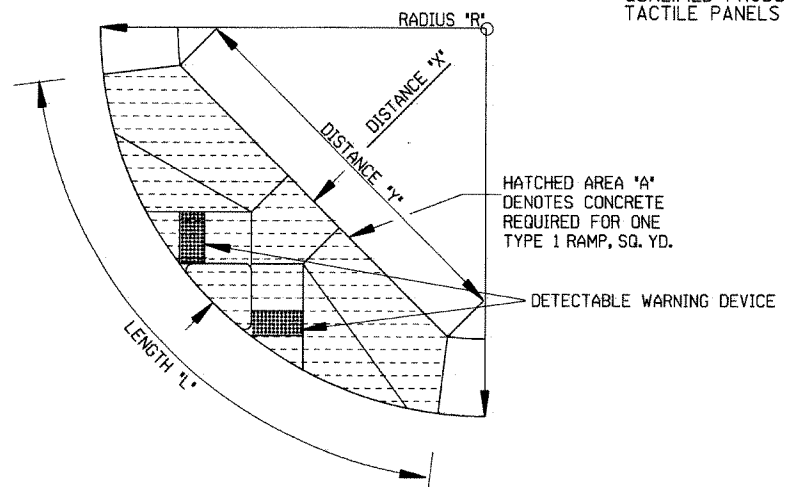 TACTILE PANELS
RADIUS "R"
DISTANCE "X"
DISTANCE "Y"
HATCHED AREA "A"
DENOTES CONCRETE
REQUIRED FOR ONE
TYPE 1 RAMP, SQ. YD.
DETECTABLE WARNING DEVICE
LENGTH "L"